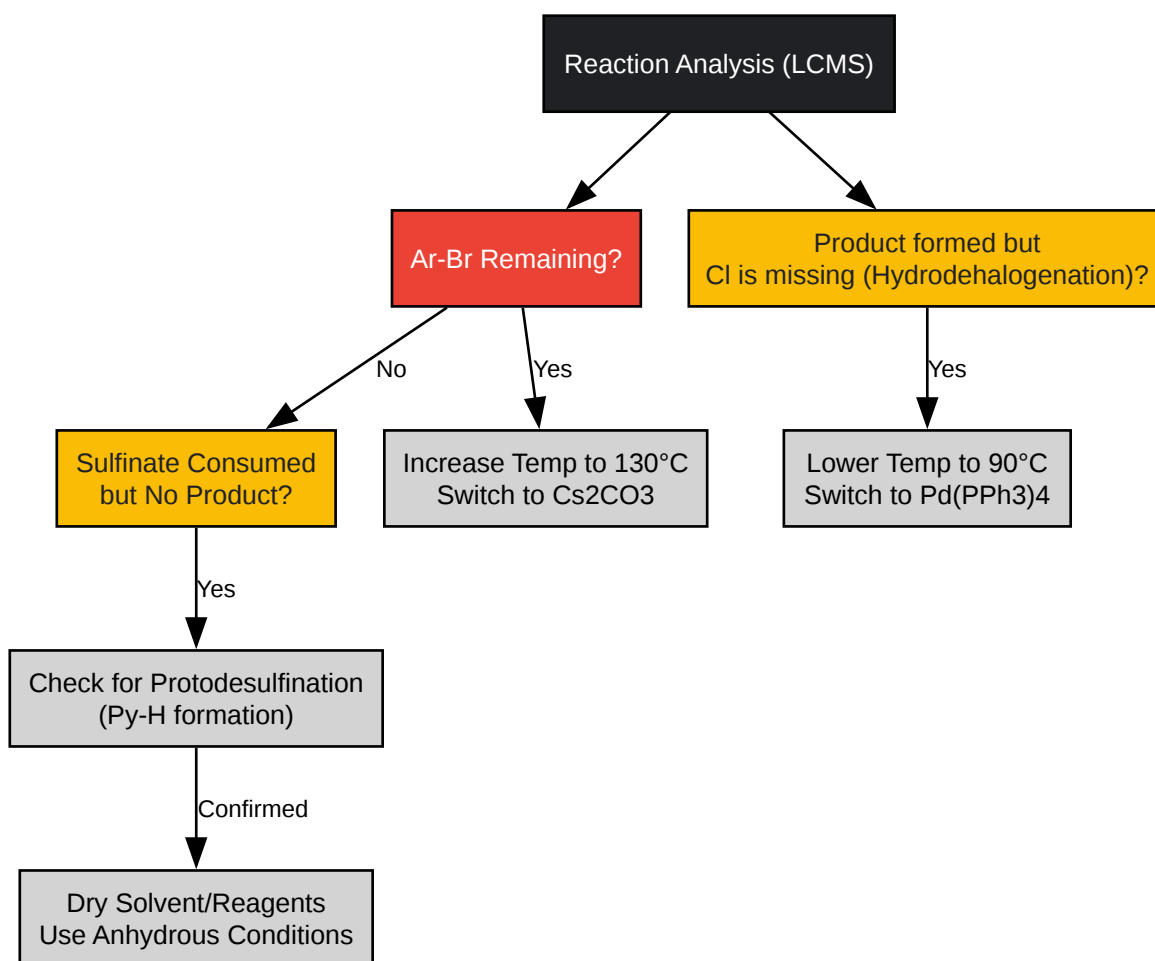 Reaction Analysis (LCMS)
Ar-Br Remaining?
Product formed but
Cl is missing (Hydrodehalogenation)?
No
Yes
Yes
Sulfinate Consumed
but No Product?
Increase Temp to 130°C
Switch to Cs2CO3
Lower Temp to 90°C
Switch to Pd(PPh3)4
Yes
Check for Protodesulfination
(Py-H formation)
Confirmed
Dry Solvent/Reagents
Use Anhydrous Conditions